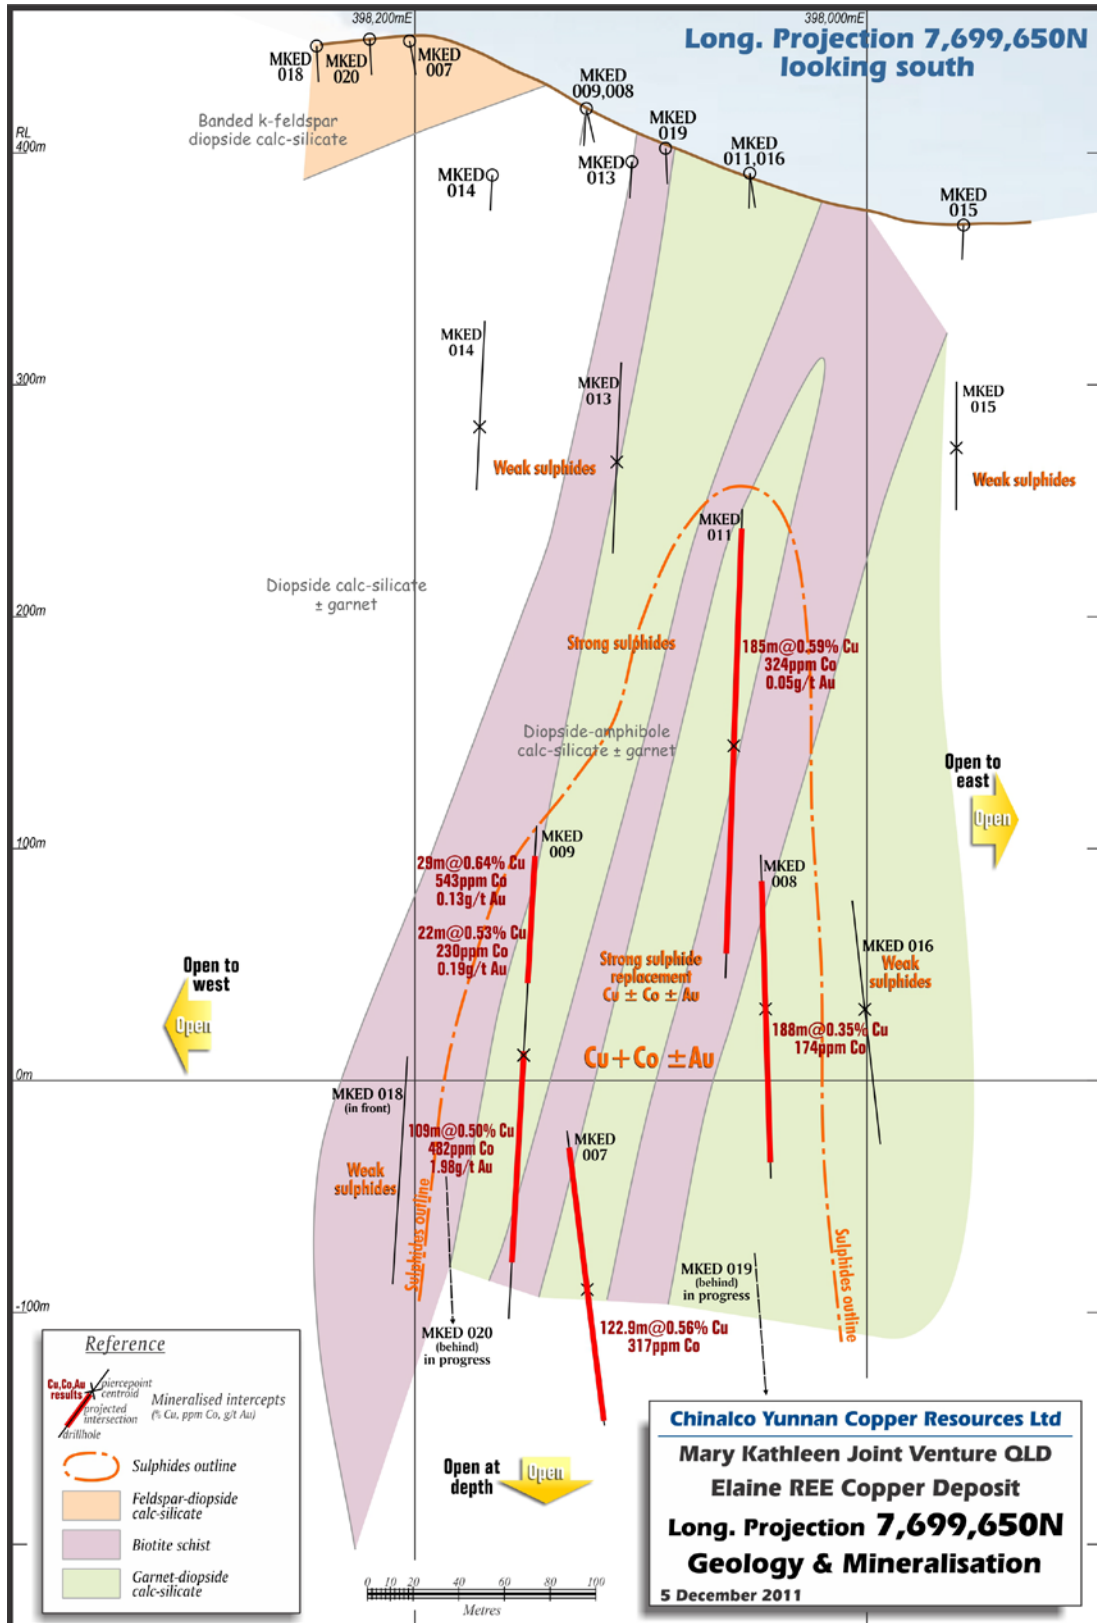 398,200mE
398,000mE
Long. Projection 7,699,650N
looking south
MKED
018
MKED
020
MKED
007
MKED
009,008
MKED
019
MKED
011,016
MKED
013
MKED
014
MKED
015
Banded k-feldspar
diopside calc-silicate
RL
400m
MKED
014
MKED
013
MKED
015
300m
Weak sulphides
Weak sulphides
MKED
011
Diopside calc-silicate
± garnet
200m
Strong sulphides
185m@0.59% Cu
324ppm Co
0.05g/t Au
Diopside-amphibole
calc-silicate ± garnet
Open to
east
Open
100m
MKED
009
29m@0.64% Cu
543ppm Co
0.13g/t Au
MKED
008
22m@0.53% Cu
230ppm Co
0.19g/t Au
Strong sulphide
replacement
Cu ± Co ± Au
MKED 016
Weak
sulphides
Open to
west
Open
188m@0.35% Cu
174ppm Co
Cu+Co ±Au
0m
MKED 018
(in front)
109m@0.50% Cu
482ppm Co
1.98g/t Au
MKED
007
Weak
sulphides
Sulphides outline
Sulphides outline
MKED 019
(behind)
in progress
-100m
MKED 020
(behind)
in progress
122.9m@0.56% Cu
317ppm Co
Open at
depth
Open
Reference
Cu,Co,Au
results
piercepoint
centroid
projected
intersection
drillhole
Mineralised intercepts
(% Cu, ppm Co, g/t Au)
Sulphides outline
Feldspar-diopside
calc-silicate
Biotite schist
Garnet-diopside
calc-silicate
0 10 20 40 60 80 100
Metres
Chinalco Yunnan Copper Resources Ltd
Mary Kathleen Joint Venture QLD
Elaine REE Copper Deposit
Long. Projection 7,699,650N
Geology & Mineralisation
5 December 2011